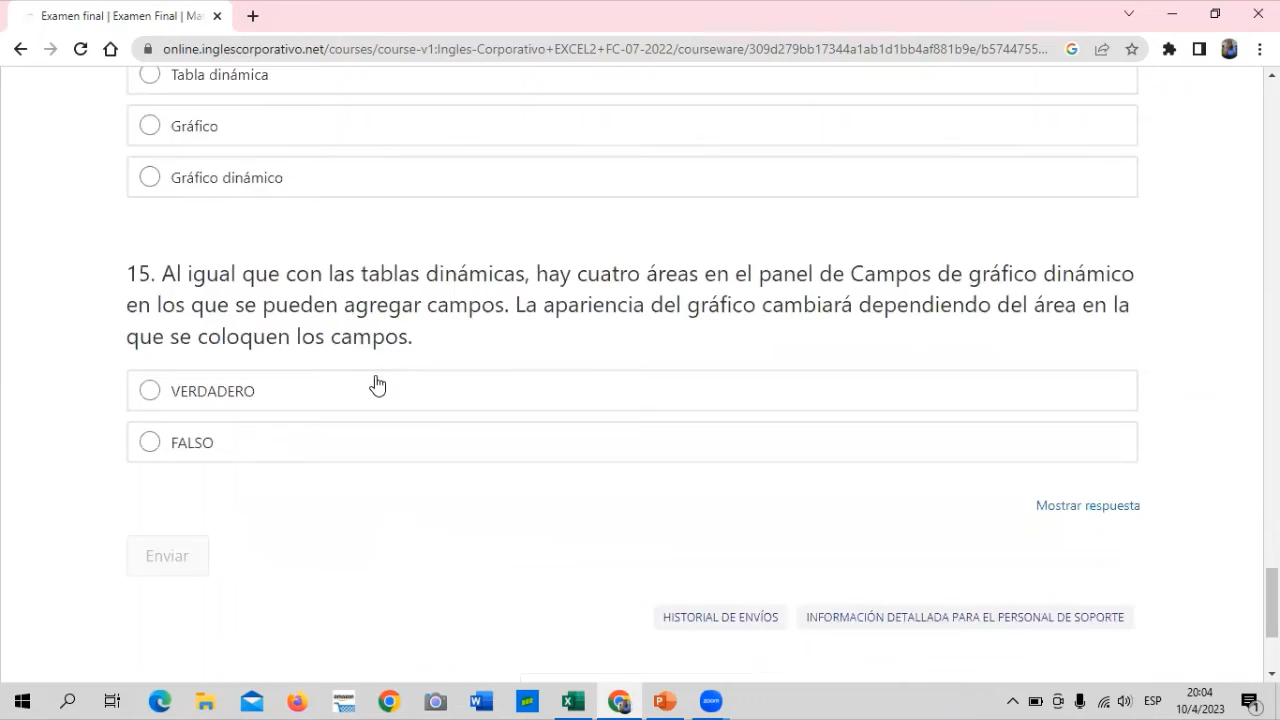 Examen final | Examen Final | Ma
online.inglescorporativo.net/courses/course-v1:Ingles-Corporativo+EXCEL2+FC-07-2022/courseware/309d279bb17344a1ab1d1bb4af881b9e/b5744755...
Tabla dinámica
Gráfico
Gráfico dinámico
15. Al igual que con las tablas dinámicas, hay cuatro áreas en el panel de Campos de gráfico dinámico
en los que se pueden agregar campos. La apariencia del gráfico cambiará dependiendo del área en la
que se coloquen los campos.
VERDADERO
FALSO
Mostrar respuesta
Enviar
HISTORIAL DE ENVÍOS
INFORMACIÓN DETALLADA PARA EL PERSONAL DE SOPORTE
zoom
ESP
20:04
10/4/2023